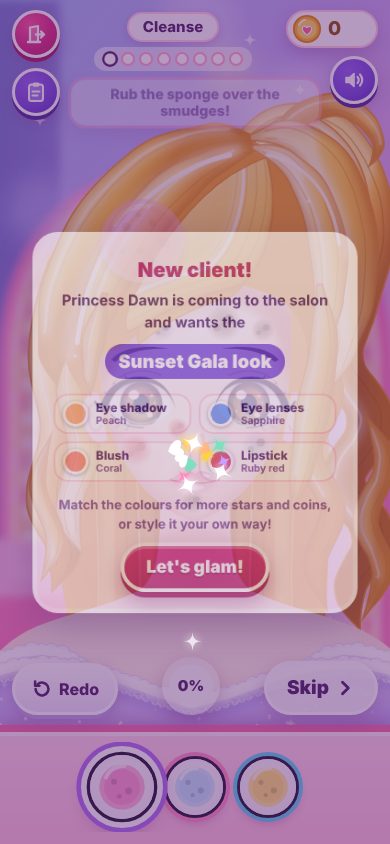 Cleanse
0
Rub the sponge over the
smudges!
New client!
Princess Dawn is coming to the salon
and wants the
Sunset Gala look
Eye shadow
Peach
Eye lenses
Sapphire
Blush
Coral
Lipstick
Ruby red
Match the colours for more stars and coins,
or style it your own way!
Let's glam!
Redo
0%
Skip